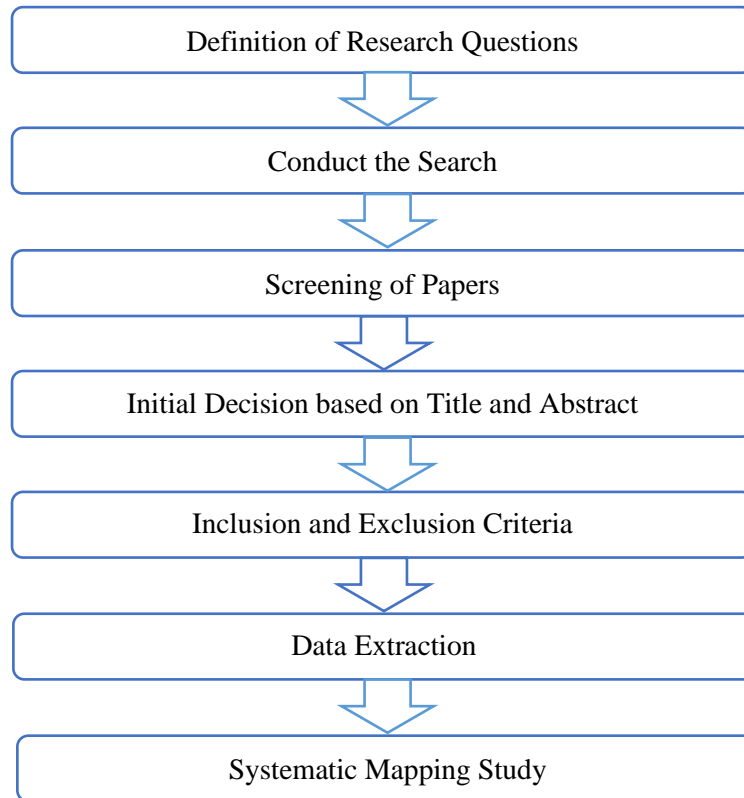 Definition of Research Questions
Conduct the Search
Screening of Papers
Initial Decision based on Title and Abstract
Inclusion and Exclusion Criteria
Data Extraction
Systematic Mapping Study